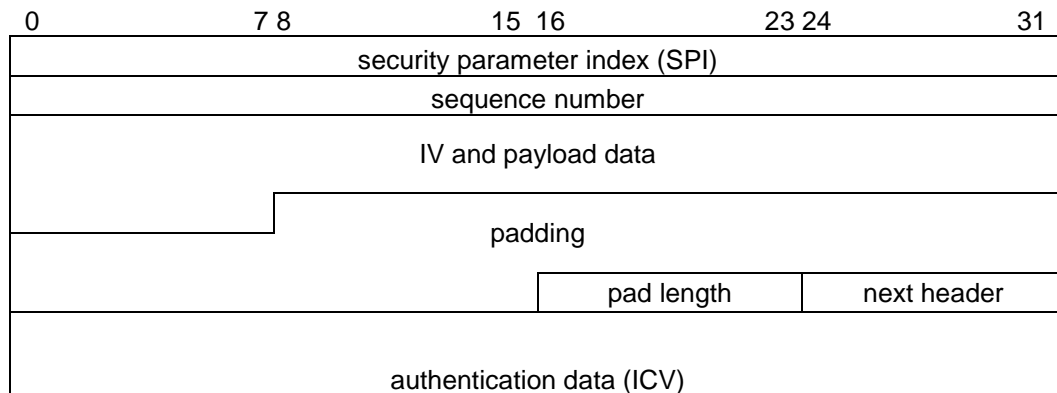 0 7 8 15 16 23 24 31
security parameter index (SPI)
sequence number
IV and payload data
padding
pad length next header
authentication data (ICV)